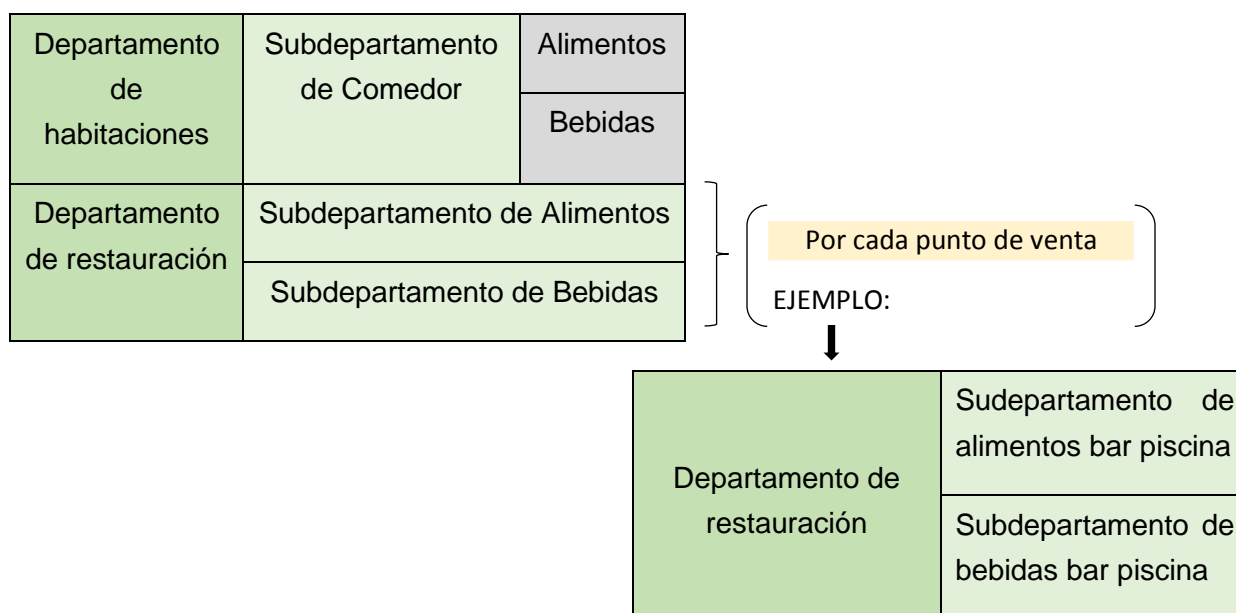 Departamento
de
habitaciones
Subdepartamento
de Comedor
Alimentos
Bebidas
Departamento
de restauración
Subdepartamento de Alimentos
Subdepartamento de Bebidas
Por cada punto de venta
EJEMPLO:
Departamento de
restauración
Sudepartamento de
alimentos bar piscina
Subdepartamento de
bebidas bar piscina